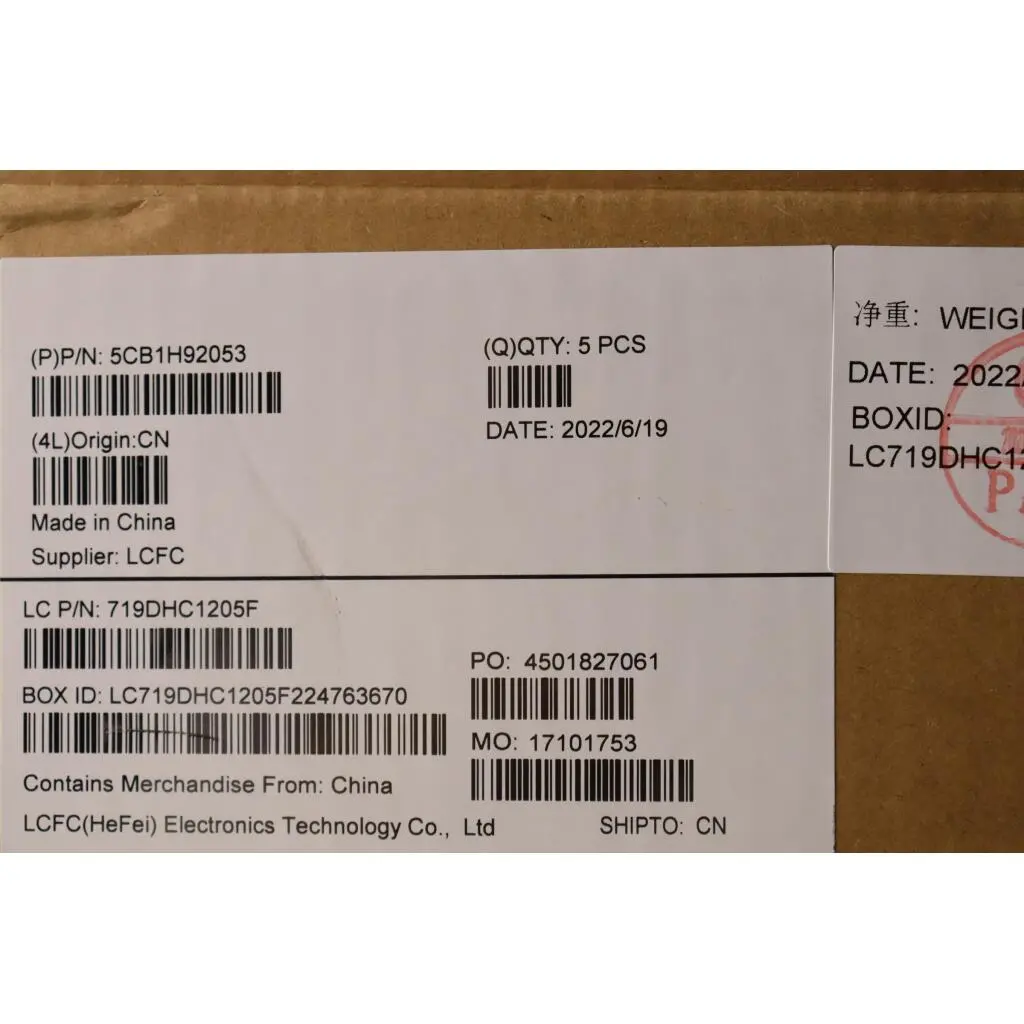 (P)P/N: 5CB1H92053
(Q)QTY: 5 PCS
DATE: 2022/6/19
(4L)Origin:CN
Made in China
Supplier: LCFC
LC P/N: 719DHC1205F
BOX ID: LC719DHC1205F224763670
PO: 4501827061
MO: 17101753
Contains Merchandise From: China
LCFC(HeFei) Electronics Technology Co., Ltd
SHIPTO: CN
净重: 
DATE: 2022/
BOXID: